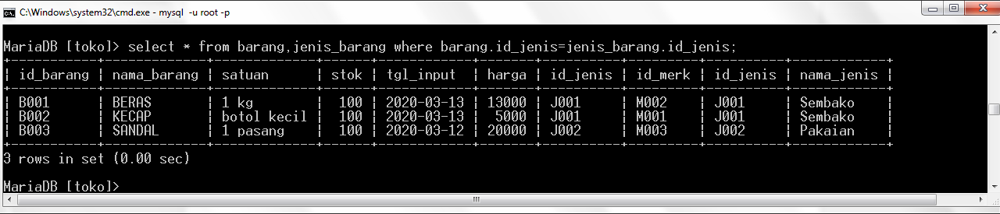 C:\Windows\system32\cmd.exe - mysql  -u root -p
MariaDB [toko]> select * from barang,jenis_barang where barang.id_jenis=jenis_barang.id_jenis;
+-----------+-------------+-------------+------+------------+-------+----------+---------+----------+------------+
| id_barang | nama_barang | satuan      | stok | tgl_input  | harga | id_jenis | id_merk | id_jenis | nama_jenis |
+-----------+-------------+-------------+------+------------+-------+----------+---------+----------+------------+
| B001      | BERAS       | 1 kg        |  100 | 2020-03-13 | 13000 | J001     | M002    | J001     | Sembako    |
| B002      | KECAP       | botol kecil |  100 | 2020-03-13 |  5000 | J001     | M001    | J001     | Sembako    |
| B003      | SANDAL      | 1 pasang    |  100 | 2020-03-12 | 20000 | J002     | M003    | J002     | Pakaian    |
+-----------+-------------+-------------+------+------------+-------+----------+---------+----------+------------+
3 rows in set (0.00 sec)
MariaDB [toko]>